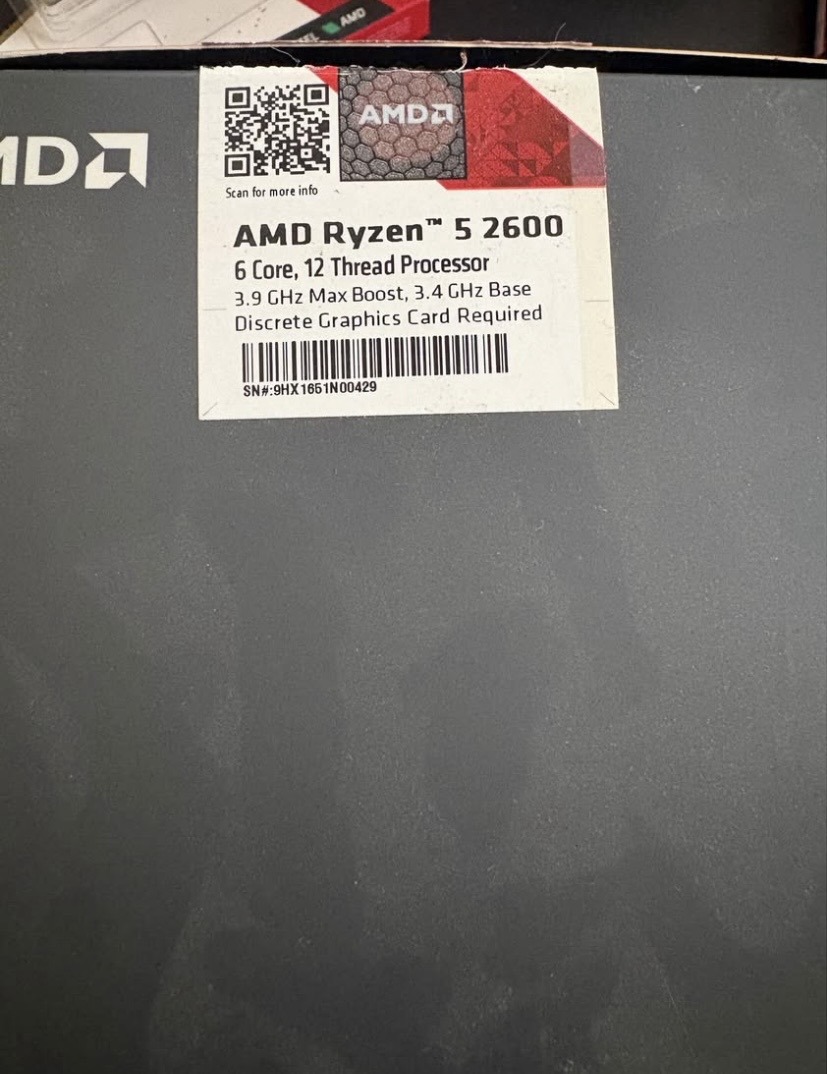 AMD
AMD
AMD
Scan for more info
AMD Ryzen™ 5 2600
6 Core, 12 Thread Processor
3.9 GHz Max Boost, 3.4 GHz Base
Discrete Graphics Card Required
SN#:9HX1651N00429